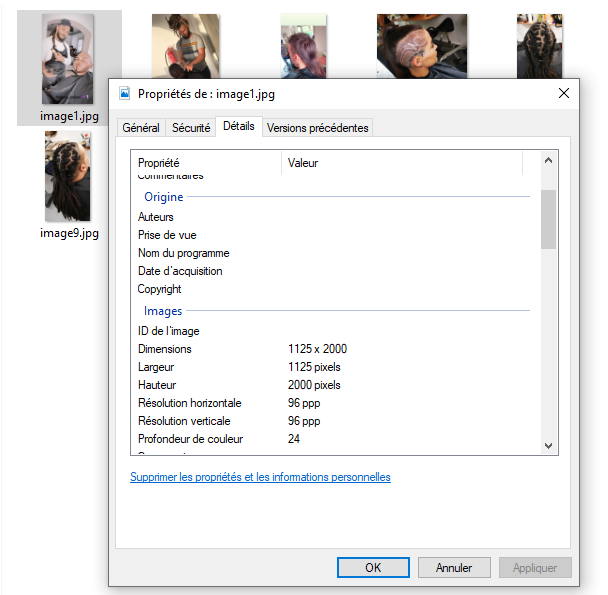 image1.jpg
image9.jpg
Propriétés de : image1.jpg
Général Sécurité Détails Versions précédentes
Propriété Valeur
Commentaires
Origine
Auteurs
Prise de vue
Nom du programme
Date d'acquisition
Copyright
Images
ID de l'image
Dimensions 1125 x 2000
Largeur 1125 pixels
Hauteur 2000 pixels
Résolution horizontale 96 ppp
Résolution verticale 96 ppp
Profondeur de couleur 24
Supprimer les propriétés et les informations personnelles
OK Annuler Appliquer